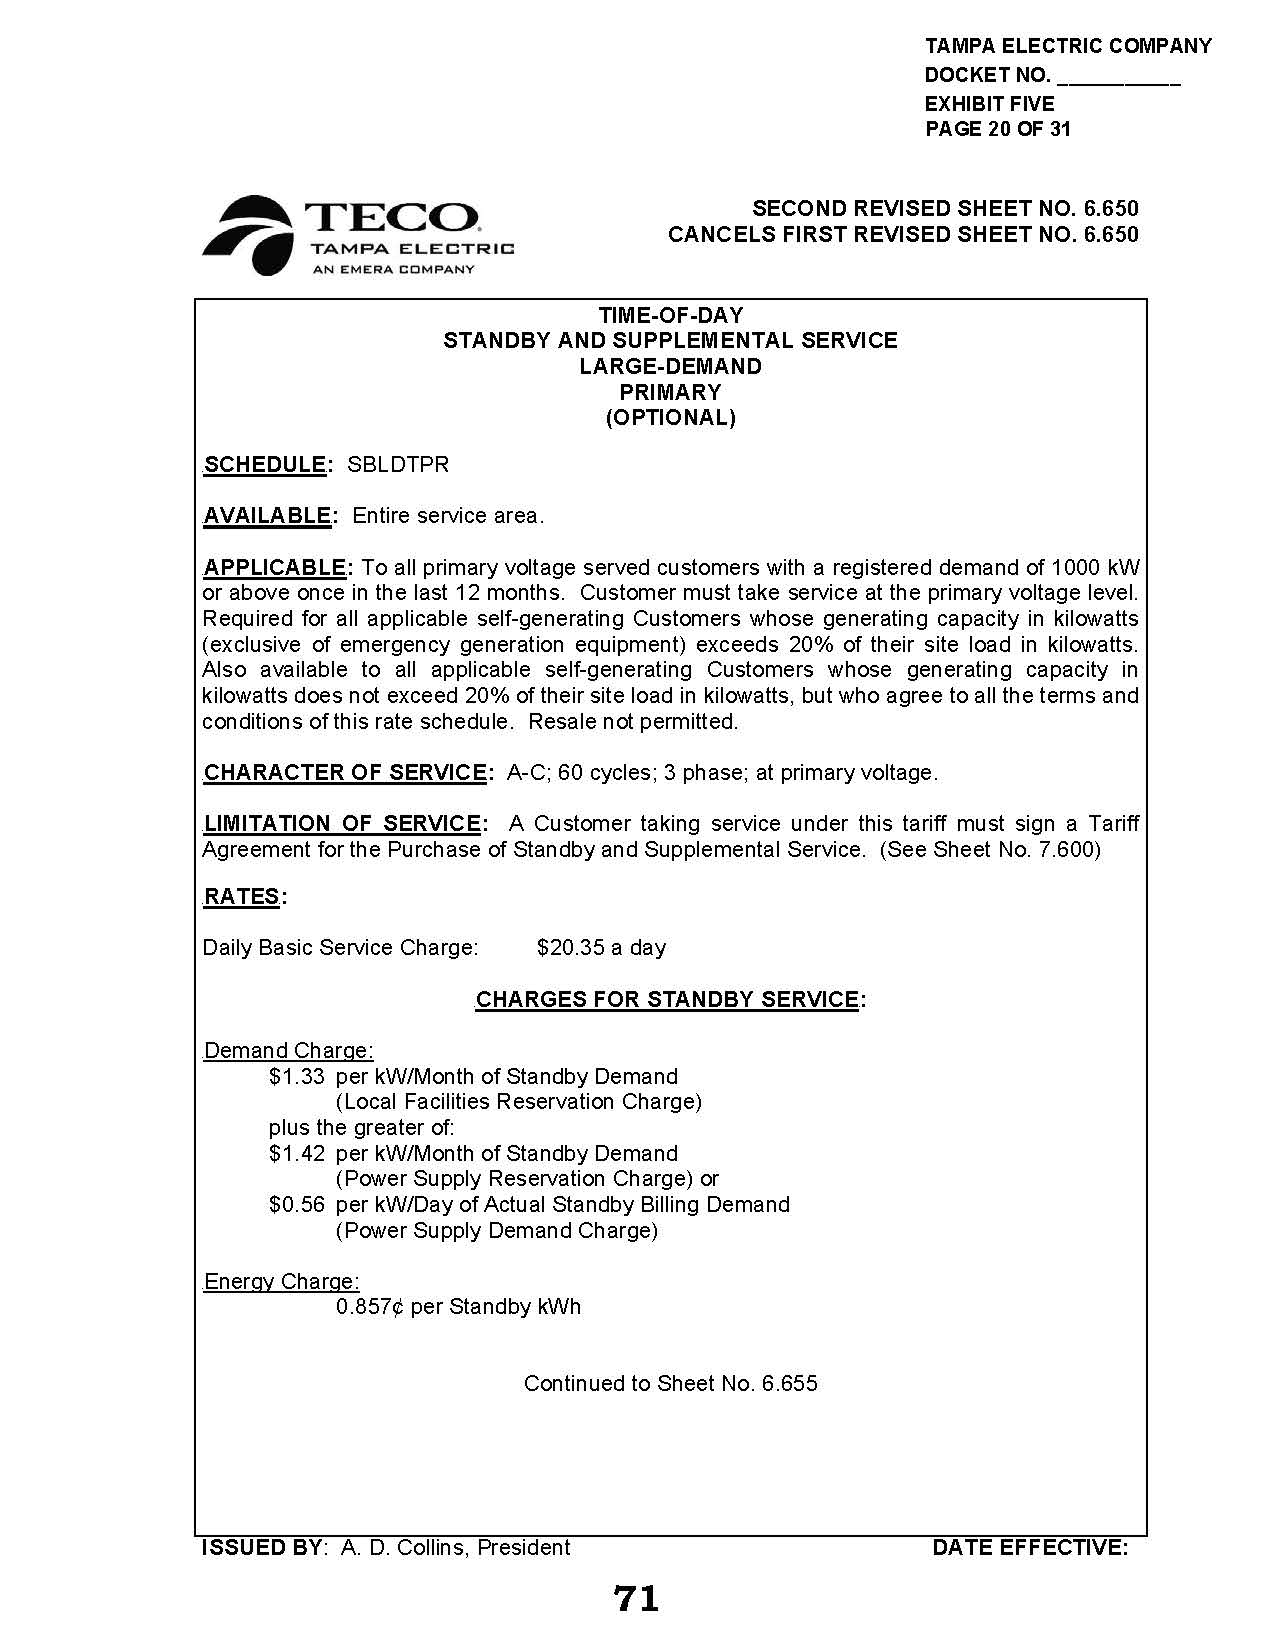 TAMPA ELECTRIC COMPANY
DOCKET NO. ___________
EXHIBIT FIVE
PAGE 20 OF 31
TECO.
TAMPA ELECTRIC
AN EMERA COMPANY
SECOND REVISED SHEET NO. 6.650
CANCELS FIRST REVISED SHEET NO. 6.650
TIME-OF-DAY
STANDBY AND SUPPLEMENTAL SERVICE
LARGE-DEMAND
PRIMARY
(OPTIONAL)
SCHEDULE: SBLDTPR
AVAILABLE: Entire service area.
APPLICABLE: To all primary voltage served customers with a registered demand of 1000 kW
or above once in the last 12 months. Customer must take service at the primary voltage level.
Required for all applicable self-generating Customers whose generating capacity in kilowatts
(exclusive of emergency generation equipment) exceeds 20% of their site load in kilowatts.
Also available to all applicable self-generating Customers whose generating capacity in
kilowatts does not exceed 20% of their site load in kilowatts, but who agree to all the terms and
conditions of this rate schedule. Resale not permitted.
CHARACTER OF SERVICE: A-C; 60 cycles; 3 phase; at primary voltage.
LIMITATION OF SERVICE: A Customer taking service under this tariff must sign a Tariff
Agreement for the Purchase of Standby and Supplemental Service. (See Sheet No. 7.600)
RATES:
Daily Basic Service Charge: $20.35 a day
CHARGES FOR STANDBY SERVICE:
Demand Charge:
$1.33 per kW/Month of Standby Demand
(Local Facilities Reservation Charge)
plus the greater of:
$1.42 per kW/Month of Standby Demand
(Power Supply Reservation Charge) or
$0.56 per kW/Day of Actual Standby Billing Demand
(Power Supply Demand Charge)
Energy Charge:
0.857¢ per Standby kWh
Continued to Sheet No. 6.655
ISSUED BY: A. D. Collins, President DATE EFFECTIVE:
71